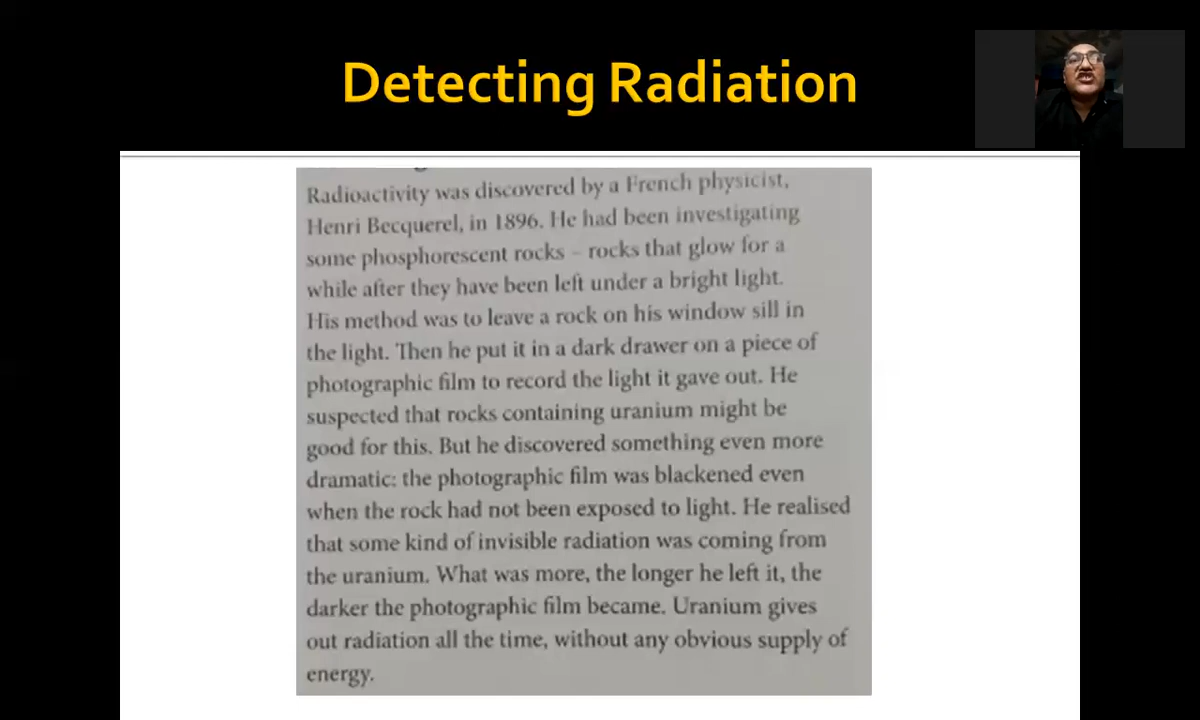 Detecting Radiation
Radioactivity was discovered by a French physicist,
Henri Becquerel, in 1896. He had been investigating
some phosphorescent rocks – rocks that glow for a
while after they have been left under a bright light.
His method was to leave a rock on his window sill in
the light. Then he put it in a dark drawer on a piece of
photographic film to record the light it gave out. He
suspected that rocks containing uranium might be
good for this. But he discovered something even more
dramatic: the photographic film was blackened even
when the rock had not been exposed to light. He realised
that some kind of invisible radiation was coming from
the uranium. What was more, the longer he left it, the
darker the photographic film became. Uranium gives
out radiation all the time, without any obvious supply of
energy.